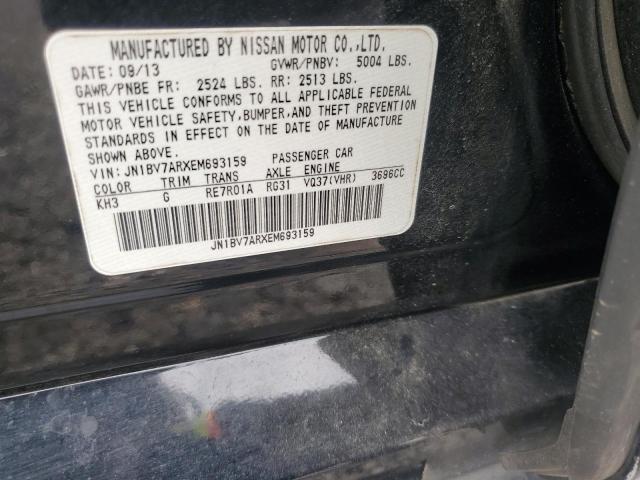 MANUFACTURED BY NISSAN MOTOR CO.,LTD.
DATE: 09/13 GVWR/PNBV: 5004 LBS.
GAWR/PNBE FR: 2524 LBS. RR: 2513 LBS.
THIS VEHICLE CONFORMS TO ALL APPLICABLE FEDERAL
MOTOR VEHICLE SAFETY,BUMPER,AND THEFT PREVENTION
STANDARDS IN EFFECT ON THE DATE OF MANUFACTURE
SHOWN ABOVE.
VIN: JN1BV7ARXEM693159 PASSENGER CAR
COLOR TRIM TRANS AXLE ENGINE
KH3 G RE7R01A RG31 VQ37(VHR) 3696CC
JN1BV7ARXEM693159